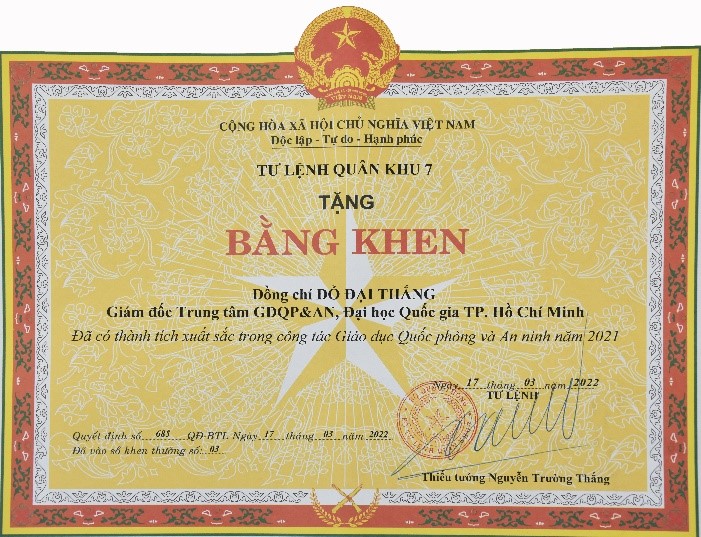 VIỆT NAM
CỘNG HÒA XÃ HỘI CHỦ NGHĨA VIỆT NAM
Độc lập - Tự do - Hạnh phúc
TƯ LỆNH QUÂN KHU 7
TẶNG
BẰNG KHEN
Đồng chí ĐỖ ĐẠI THẮNG
Giám đốc Trung tâm GDQP&AN, Đại học Quốc gia TP. Hồ Chí Minh
Đã có thành tích xuất sắc trong công tác Giáo dục Quốc phòng và An ninh năm 2021
Ngày 17 tháng 03 năm 2022
TƯ LỆNH
Quyết định số 685 QĐ-BTL Ngày 17 tháng 03 năm 2022
Đã vào sổ khen thưởng số: 03
Thiếu tướng Nguyễn Trường Thắng